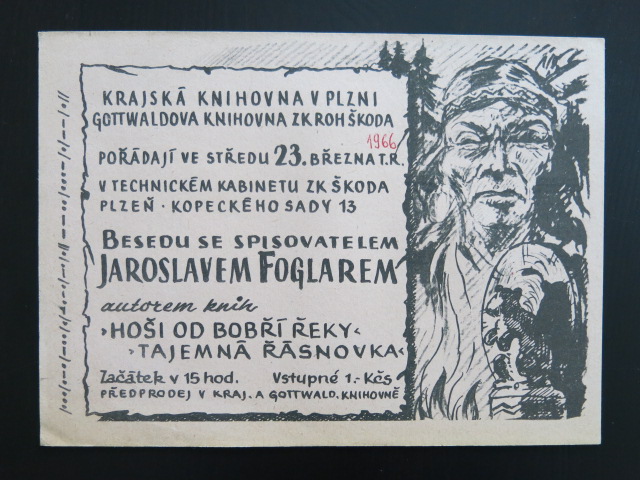 KRAJSKÁ KNIHOVNA V PLZNI
GOTTWALDOVA KNIHOVNA ZK ROH ŠKODA
1966
POŘÁDAJÍ VE STŘEDU 23. BŘEZNA T.R.
V TECHNICKÉM KABINETU ZK ŠKODA
PLZEŇ · KOPECKÉHO SADY 13
BESEDU SE SPISOVATELEM
JAROSLAVEM FOGLAREM
autorem knih
›HOŠI OD BOBŘÍ ŘEKY‹
›TAJEMNÁ ŘÁSNOVKA‹
Začátek v 15 hod. Vstupné 1.- Kčs
PŘEDPRODEJ V KRAJ. A GOTTWALD. KNIHOVNĚ